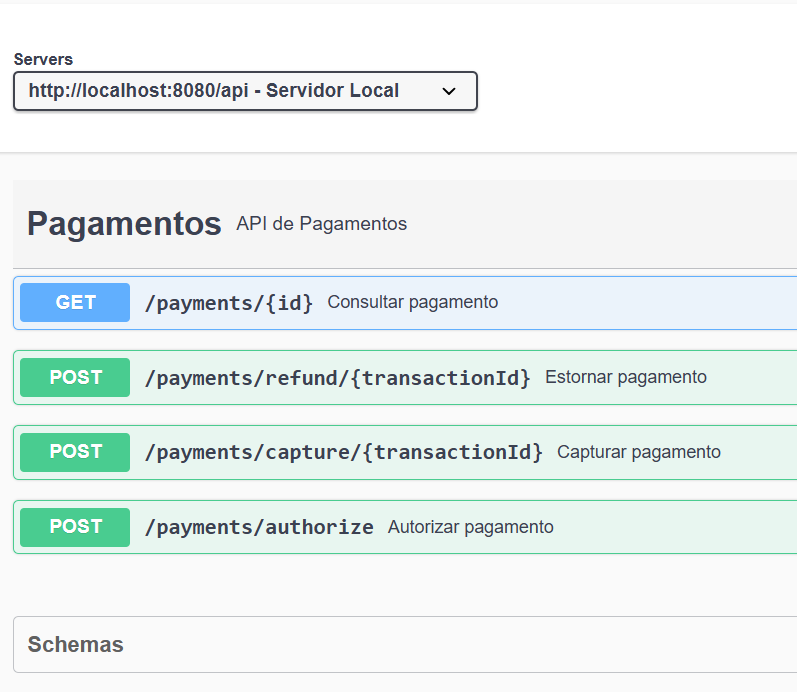 Servers
http://localhost:8080/api - Servidor Local
Pagamentos API de Pagamentos
GET /payments/{id} Consultar pagamento
POST /payments/refund/{transactionId} Estornar pagamento
POST /payments/capture/{transactionId} Capturar pagamento
POST /payments/authorize Autorizar pagamento
Schemas